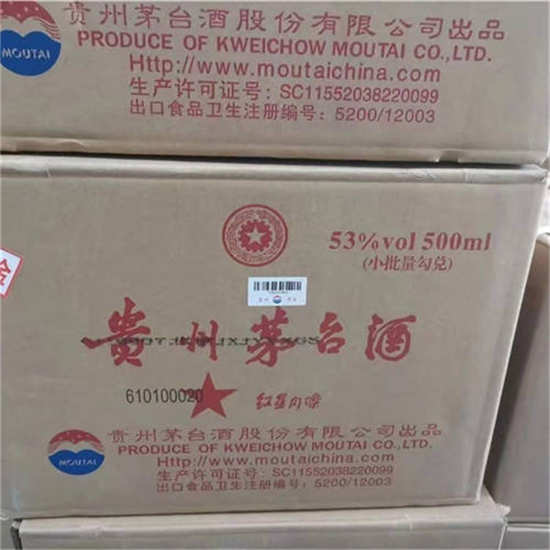 贵州茅台酒股份有限公司出品
MOUTAI
PRODUCE OF KWEICHOW MOUTAI CO.,LTD.
Http://www.moutaichina.com
生产许可证号: SC11552038220099
出口食品卫生注册编号: 5200/12003
53%vol 500ml
(小批量勾兑)
贵州茅台酒
610100020
贵州茅台酒股份有限公司出品
MOUTAI
PRODUCE OF KWEICHOW MOUTAI CO.,LTD.
Http://www.moutaichina.com
生产许可证号: SC11552038220099
出口食品卫生注册编号: 5200/12003